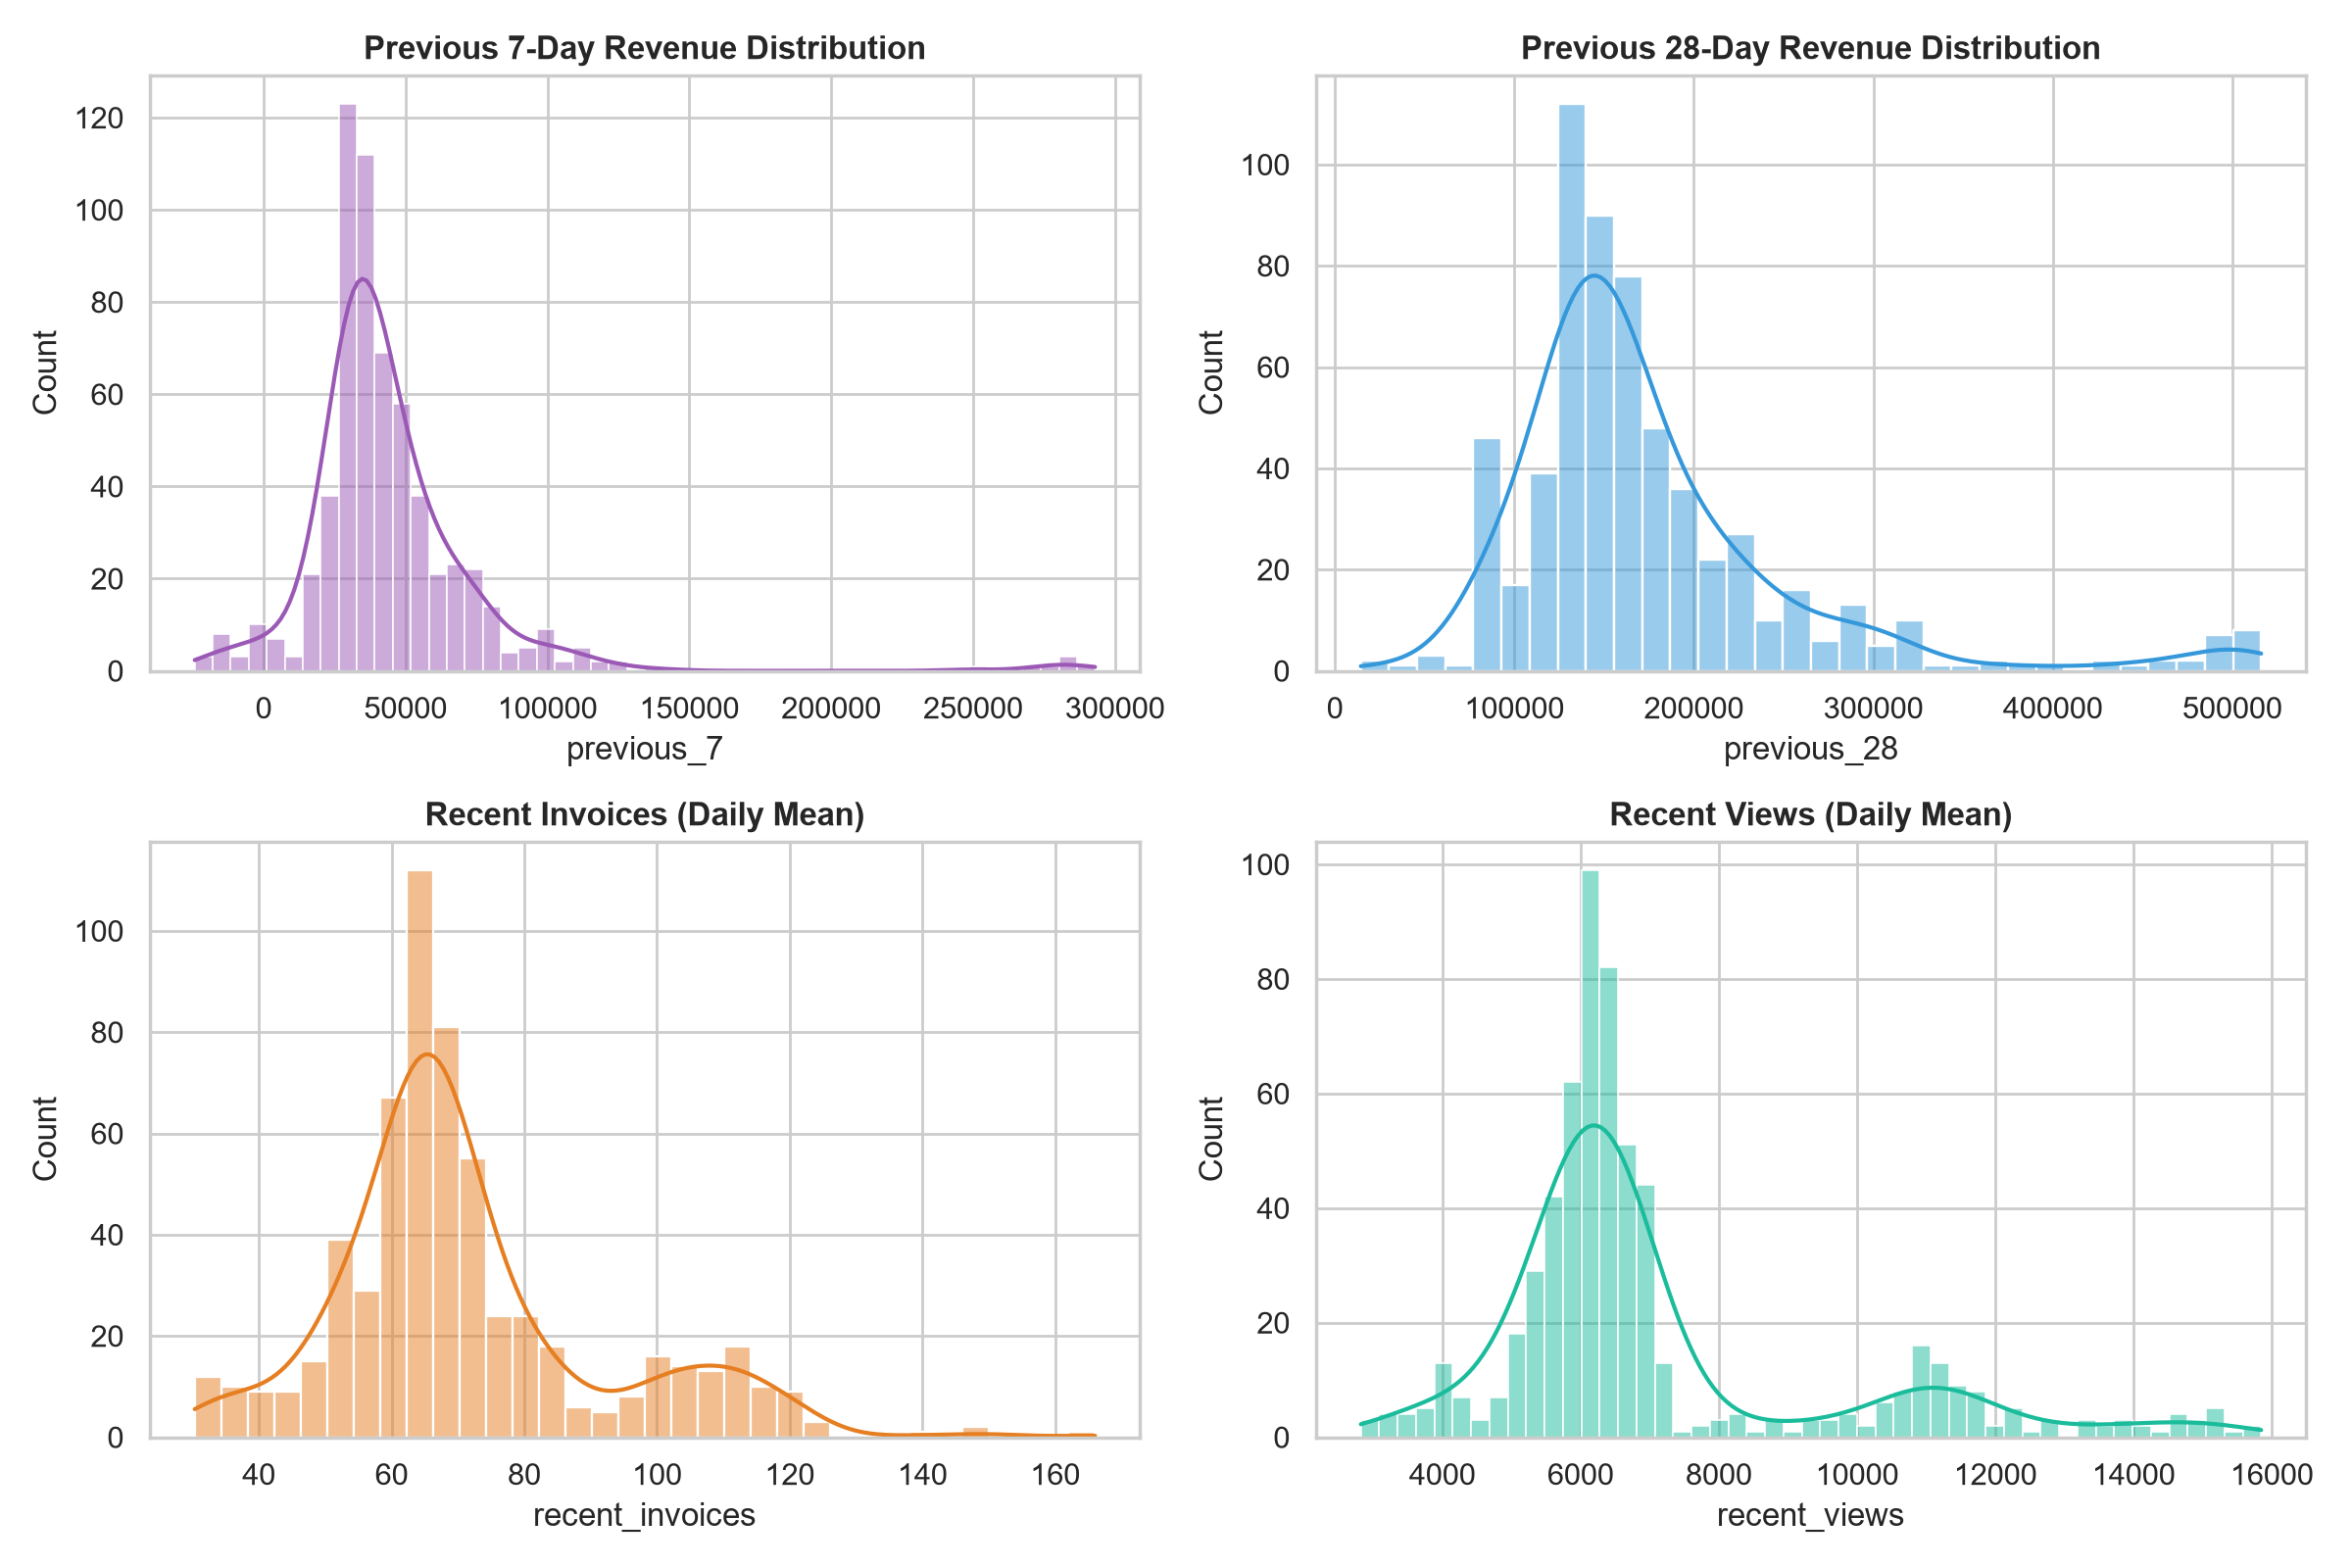 Previous 7-Day Revenue Distribution
Count
120
100
80
60
40
20
0
0 50000 100000 150000 200000 250000 300000
previous_7
Previous 28-Day Revenue Distribution
Count
100
80
60
40
20
0
0 100000 200000 300000 400000 500000
previous_28
Recent Invoices (Daily Mean)
Count
100
80
60
40
20
0
40 60 80 100 120 140 160
recent_invoices
Recent Views (Daily Mean)
Count
100
80
60
40
20
0
4000 6000 8000 10000 12000 14000 16000
recent_views